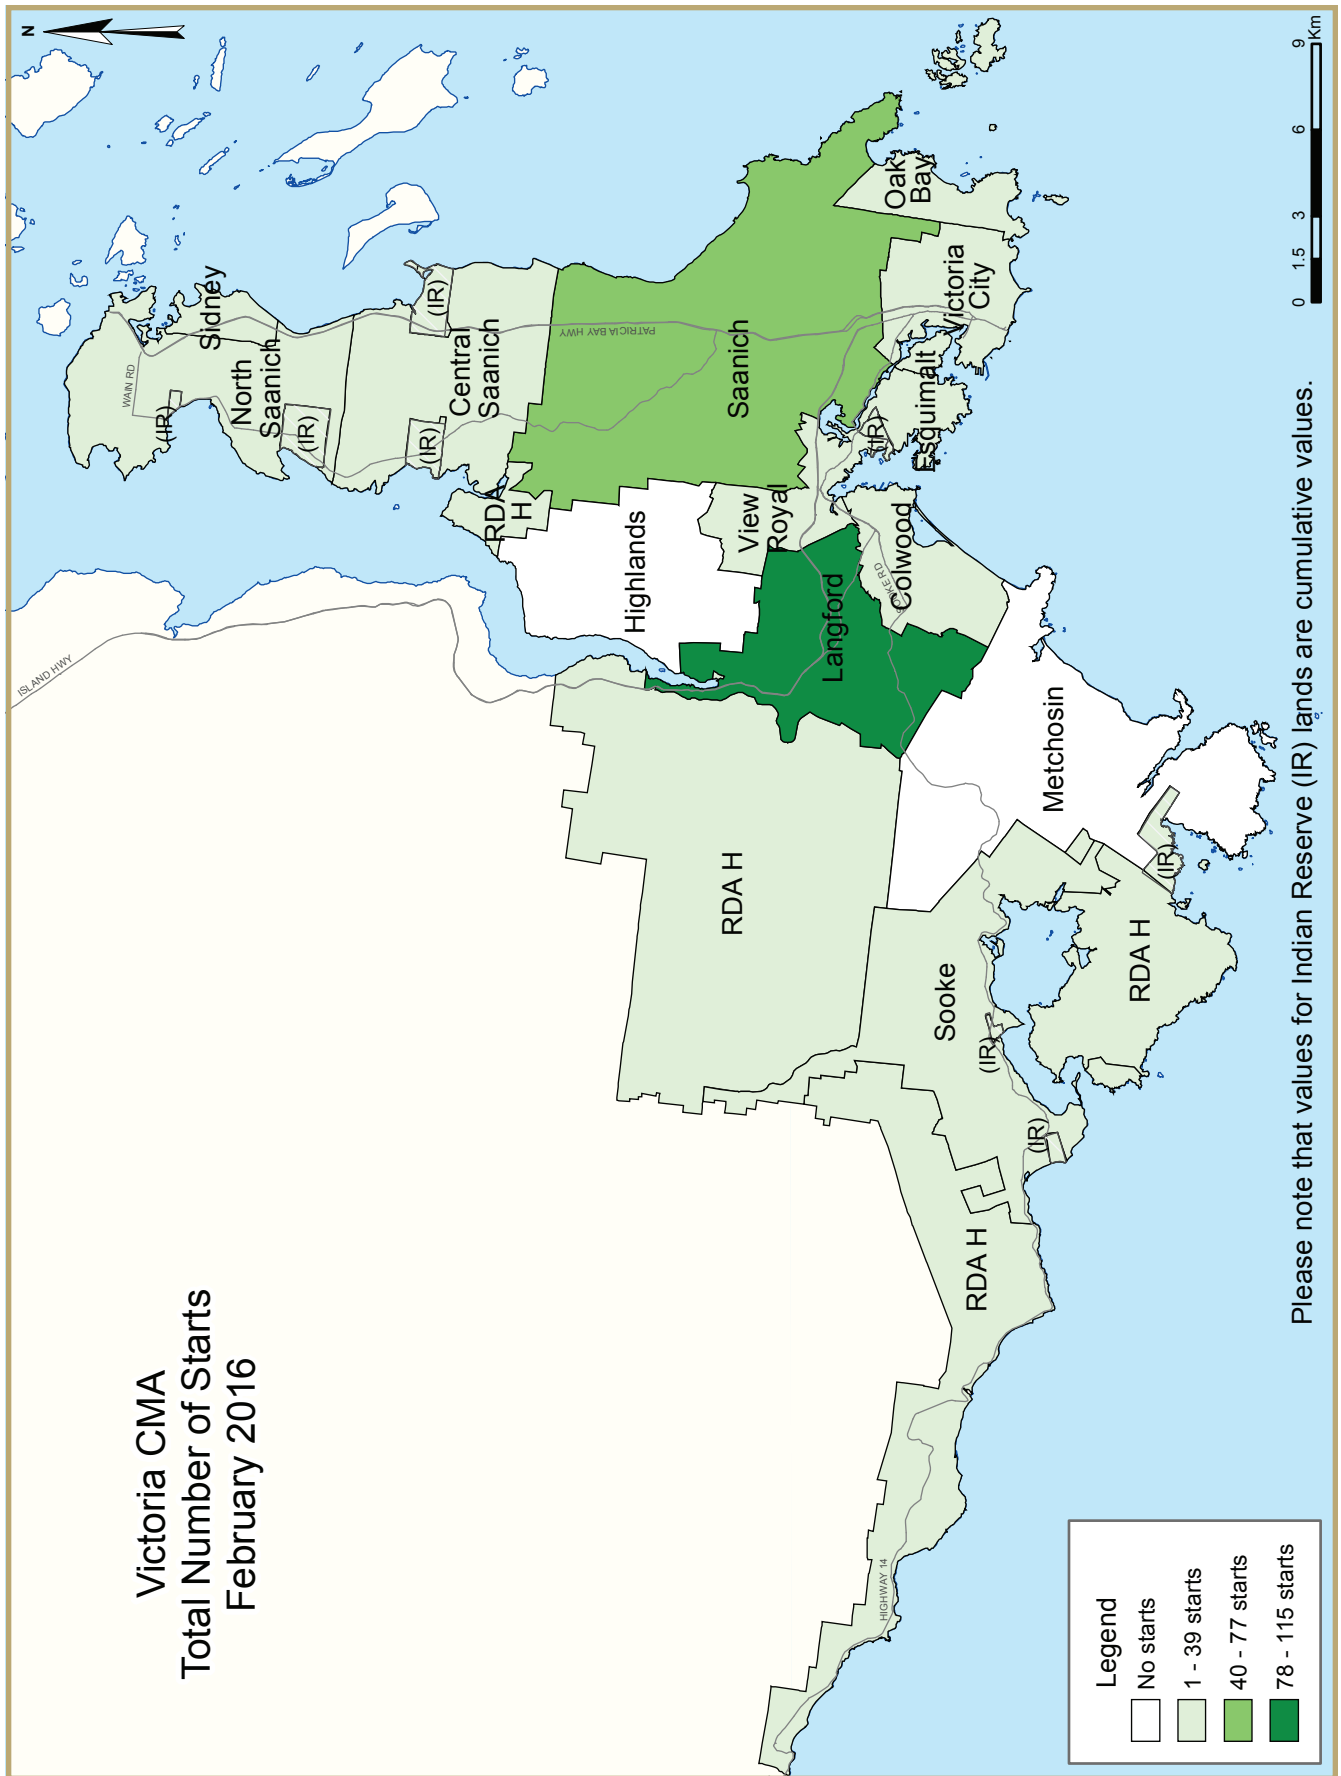 Victoria CMA
Total Number of Starts
February 2016
N
ISLAND HWY
WAIN RD
(IR)
North
Saanich
Sidney
(IR)
(IR)
Central
Saanich
(IR)
RDA
H
PATRICIA BAY HWY
Saanich
Highlands
View
Royal
Langford
Oak
Bay
Victoria
City
Esquimalt
(IR)
Colwood
Metchosin
RDA H
Sooke
(IR)
(IR)
RDA H
(IR)
RDA H
HIGHWAY 14
Legend
No starts
1 - 39 starts
40 - 77 starts
78 - 115 starts
0 1.5 3 6 9
Km
Please note that values for Indian Reserve (IR) lands are cumulative values.